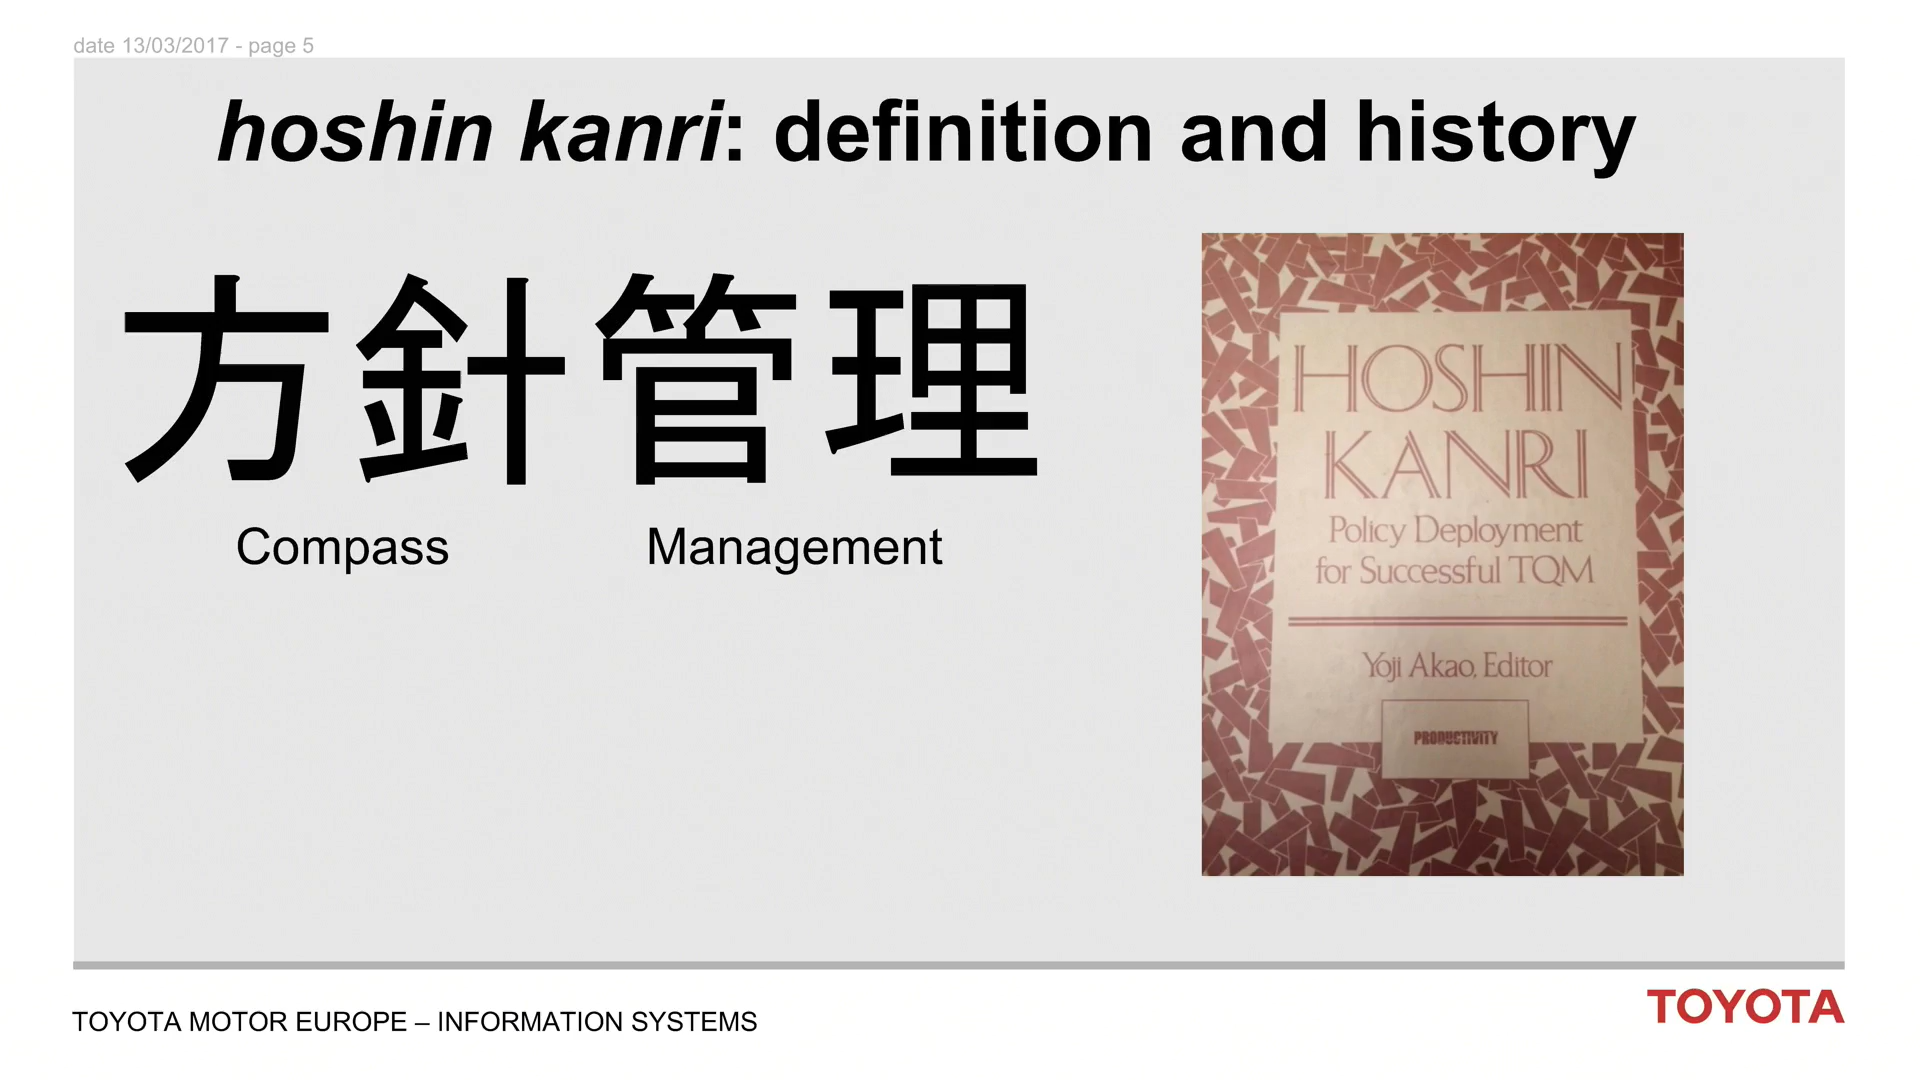 date 13/03/2017 - page 5
hoshin kanri: definition and history
方針管理
Compass Management
HOSHIN
KANRI
Policy Deployment
for Successful TQM
Yoji Akao, Editor
PRODUCTIVITY
TOYOTA MOTOR EUROPE – INFORMATION SYSTEMS
TOYOTA